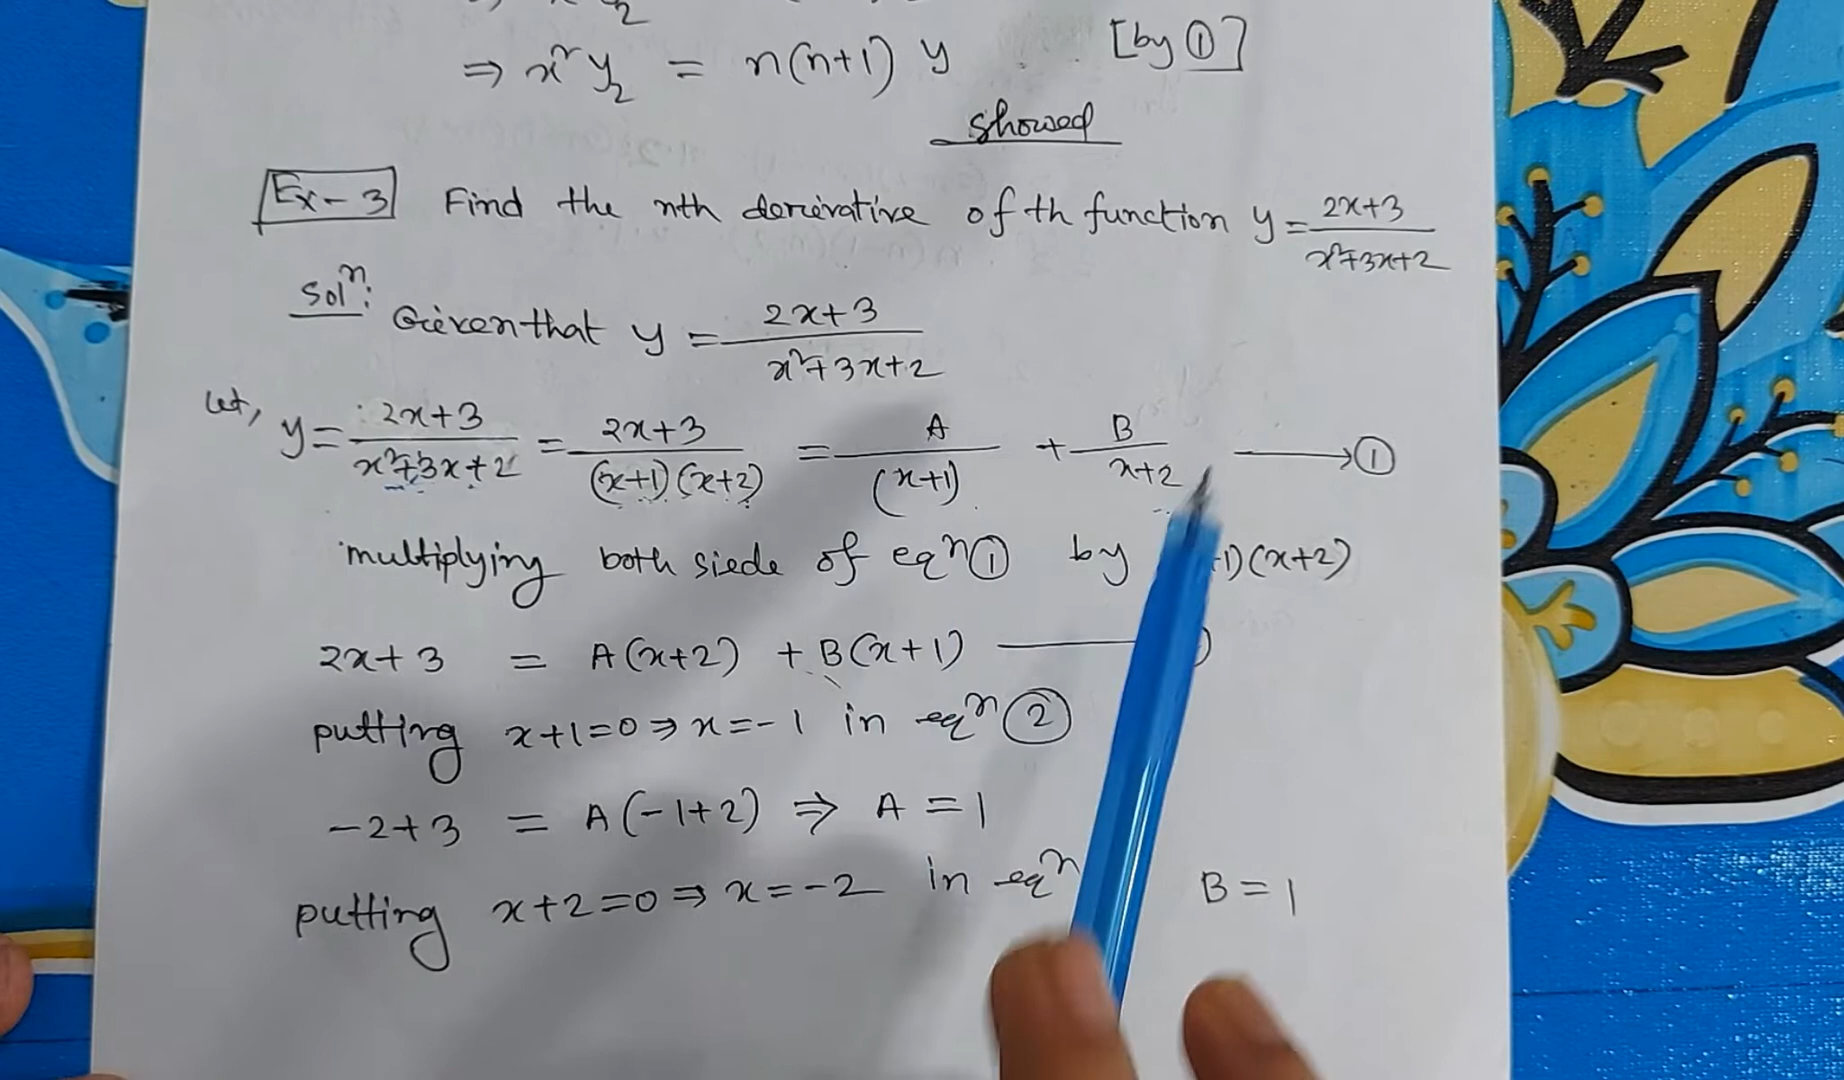 ⇒ x² y₂ = n(n+1) y [by ①]
showed
Ex-3 Find the nth derivative of th function y = (2x+3)/(x²+3x+2)
Solⁿ: Given that y = (2x+3)/(x²+3x+2)
Let, y = (2x+3)/(x²+3x+2) = (2x+3)/((x+1)(x+2)) = A/(x+1) + B/(x+2) ⟶ ①
multiplying both siede of eqⁿ① by 1)(x+2)
2x+3 = A(x+2) + B(x+1)
putting x+1=0 ⇒ x=-1 in eqⁿ ②
-2+3 = A(-1+2) ⇒ A = 1
putting x+2=0 ⇒ x=-2 in eqⁿ B = 1